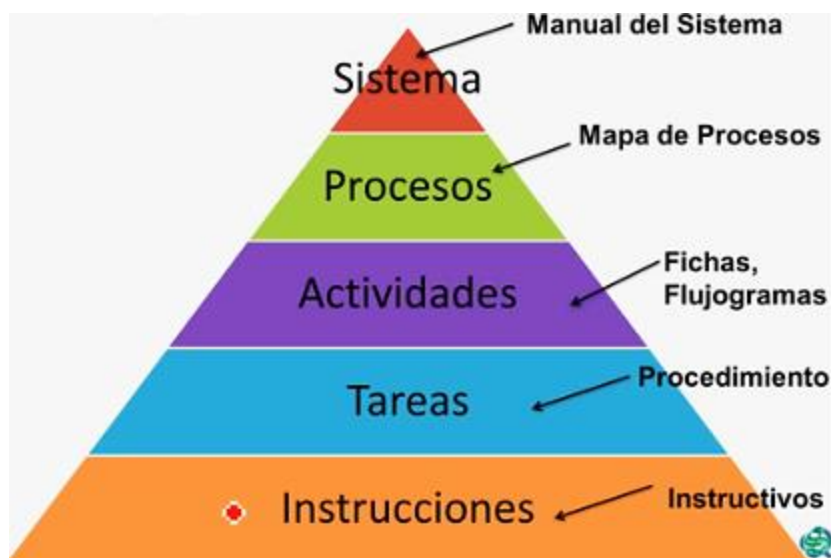 Manual del Sistema
Sistema
Mapa de Procesos
Procesos
Fichas,
Flujogramas
Actividades
Procedimiento
Tareas
Instructivos
Instrucciones